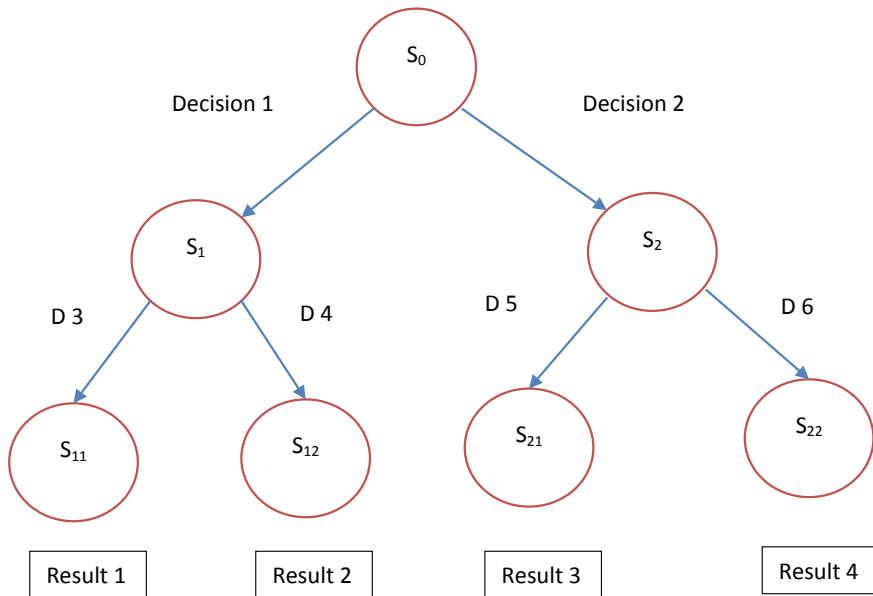 S₀
Decision 1
Decision 2
S₁
S₂
D 3
D 4
D 5
D 6
S₁₁
S₁₂
S₂₁
S₂₂
Result 1
Result 2
Result 3
Result 4